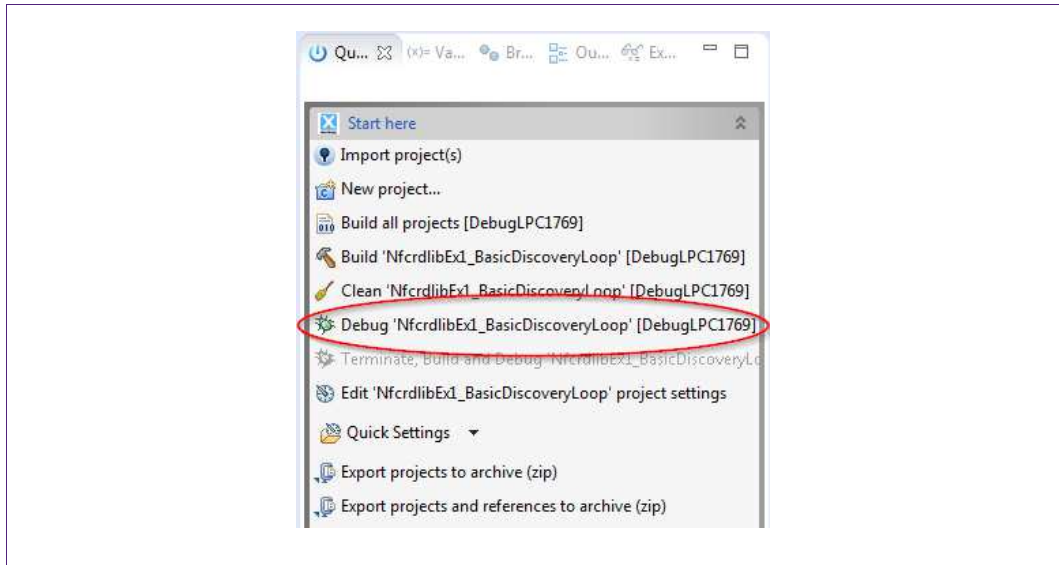 Qu... (x)= Va... Br... Ou... Ex...
Start here
Import project(s)
New project...
Build all projects [DebugLPC1769]
Build 'NfcrdlibEx1_BasicDiscoveryLoop' [DebugLPC1769]
Clean 'NfcrdlibEx1_BasicDiscoveryLoop' [DebugLPC1769]
Debug 'NfcrdlibEx1_BasicDiscoveryLoop' [DebugLPC1769]
Terminate, Build and Debug 'NfcrdlibEx1_BasicDiscoveryLo
Edit 'NfcrdlibEx1_BasicDiscoveryLoop' project settings
Quick Settings
Export projects to archive (zip)
Export projects and references to archive (zip)